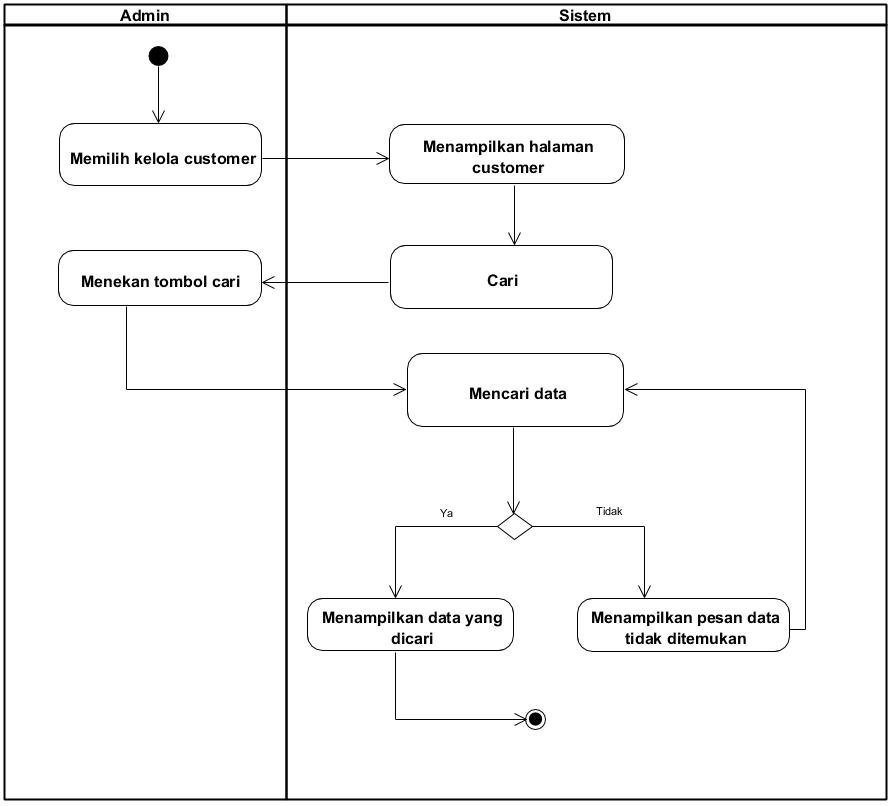 Admin
Sistem
Memilih kelola customer
Menampilkan halaman
customer
Menekan tombol cari
Cari
Mencari data
Ya
Tidak
Menampilkan data yang
dicari
Menampilkan pesan data
tidak ditemukan